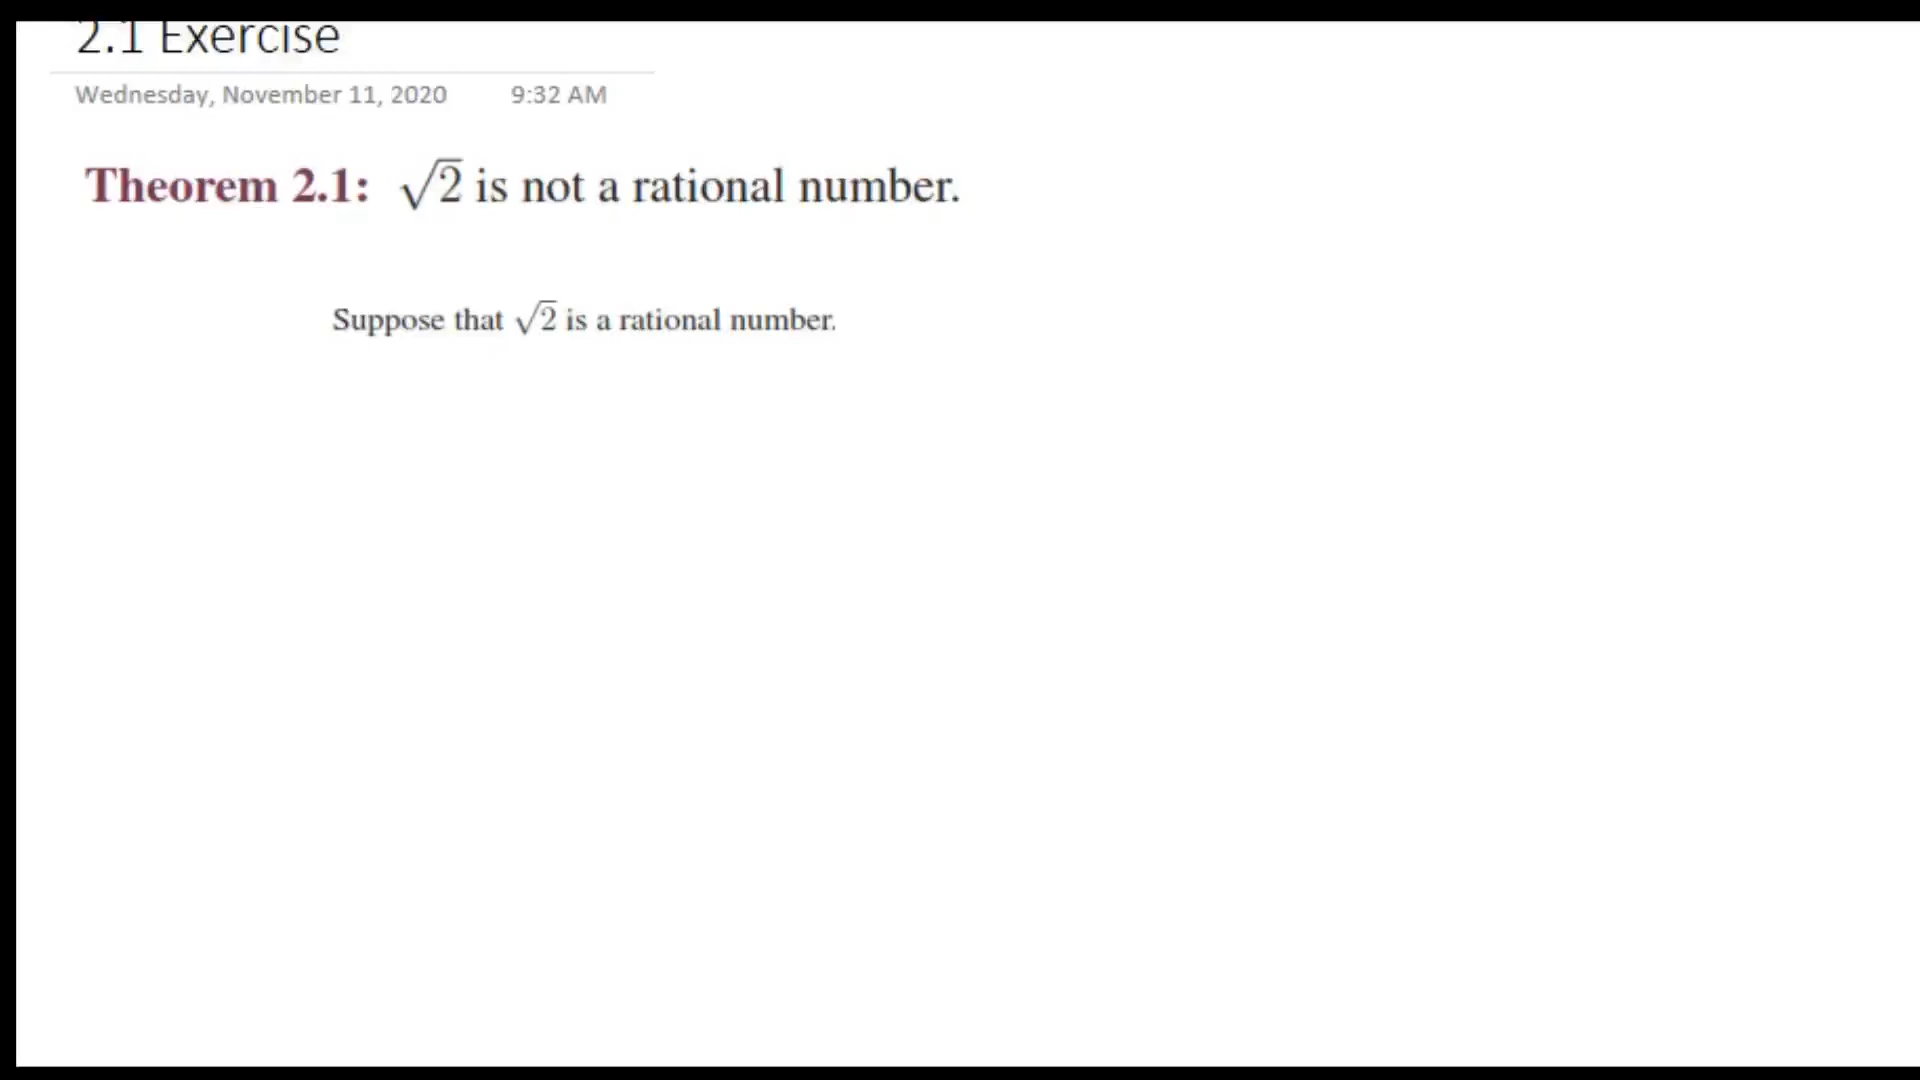 2.1 Exercise
Wednesday, November 11, 2020 9:32 AM
Theorem 2.1: √2 is not a rational number.
Suppose that √2 is a rational number.